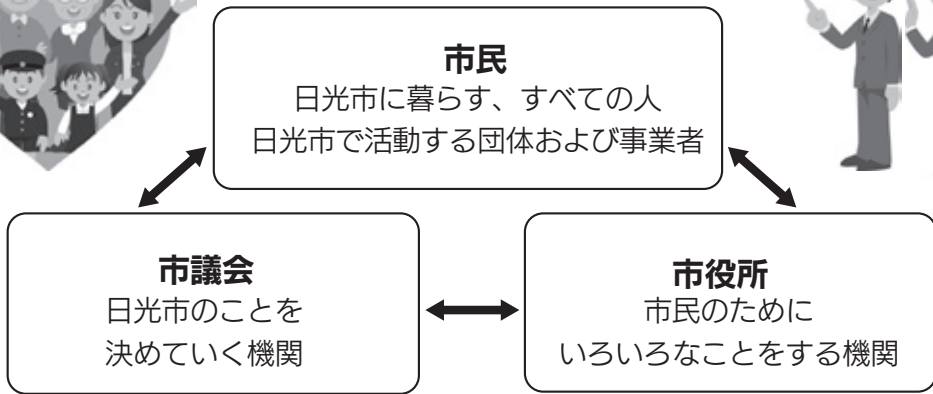 市民
日光市に暮らす、すべての人
日光市で活動する団体および事業者
市議会
日光市のことを
決めていく機関
市役所
市民のために
いろいろなことをする機関